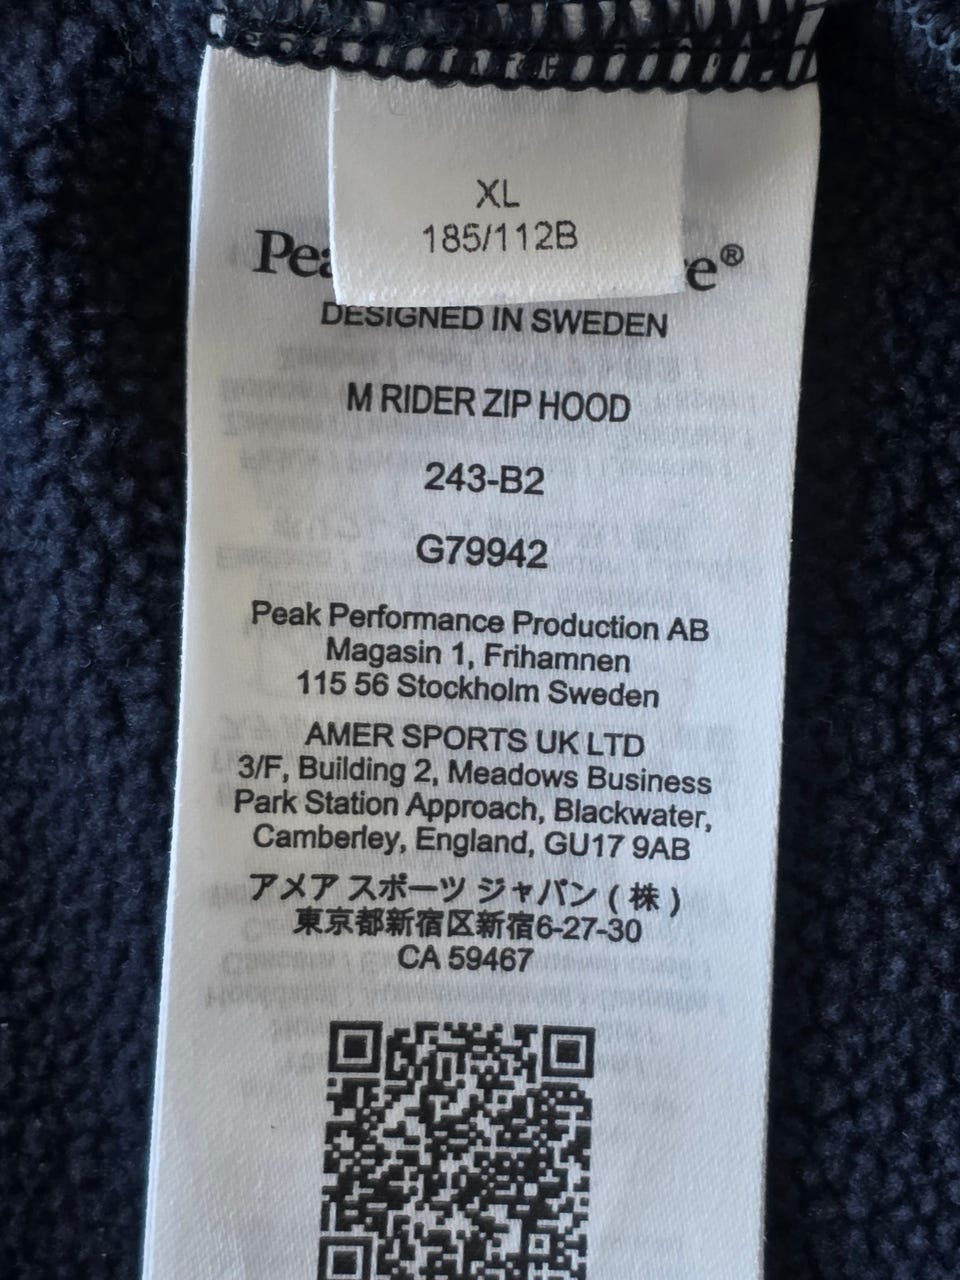 XL
185/112B
Pea re®
DESIGNED IN SWEDEN
M RIDER ZIP HOOD
243-B2
G79942
Peak Performance Production AB
Magasin 1, Frihamnen
115 56 Stockholm Sweden
AMER SPORTS UK LTD
3/F, Building 2, Meadows Business
Park Station Approach, Blackwater,
Camberley, England, GU17 9AB
アメア スポーツ ジャパン ( 株 )
東京都新宿区新宿6-27-30
CA 59467